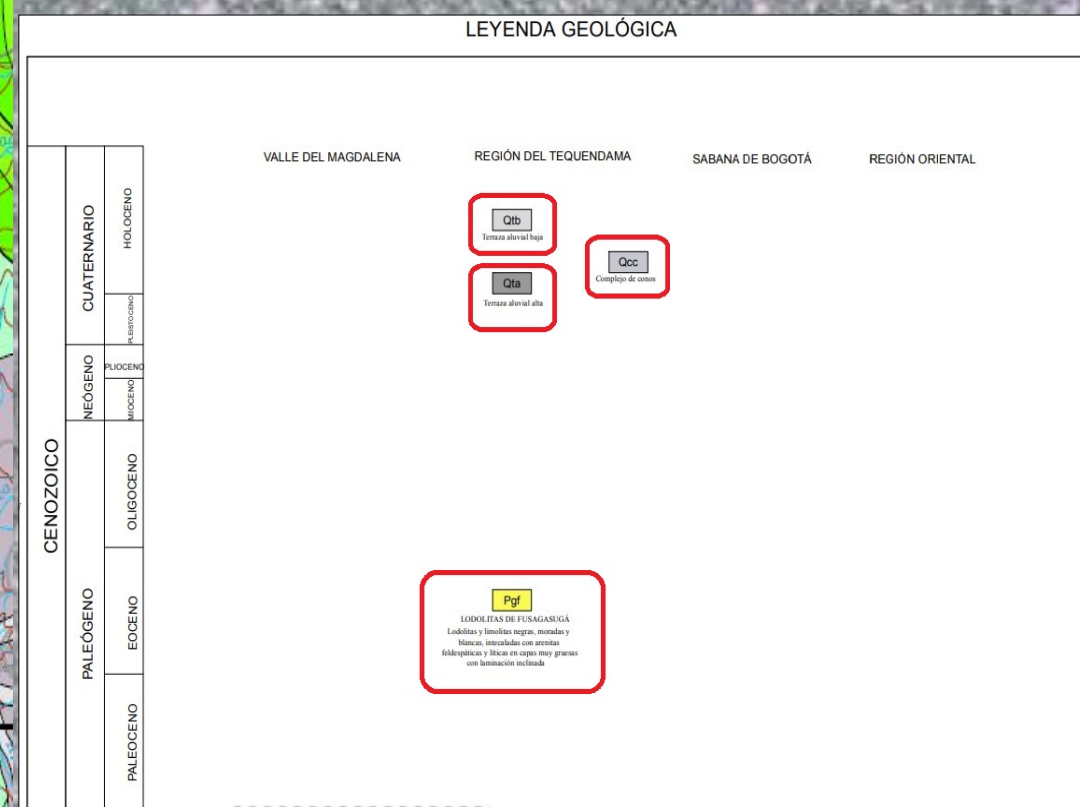 LEYENDA GEOLÓGICA
VALLE DEL MAGDALENA
REGIÓN DEL TEQUENDAMA
SABANA DE BOGOTÁ
REGIÓN ORIENTAL
CENOZOICO
CUATERNARIO
HOLOCENO
PLEISTOCENO
NEÓGENO
PLIOCENO
MIOCENO
PALEÓGENO
OLIGOCENO
EOCENO
PALEOCENO
Qtb
Terraza aluvial baja
Qcc
Complejo de conos
Qta
Terraza aluvial alta
Pgf
LODOLITAS DE FUSAGASUGÁ
Lodolitas y limolitas negras, moradas y
blancas, intecaladas con arenitas
feldespáticas y líticas en capas muy gruesas
con laminación inclinada